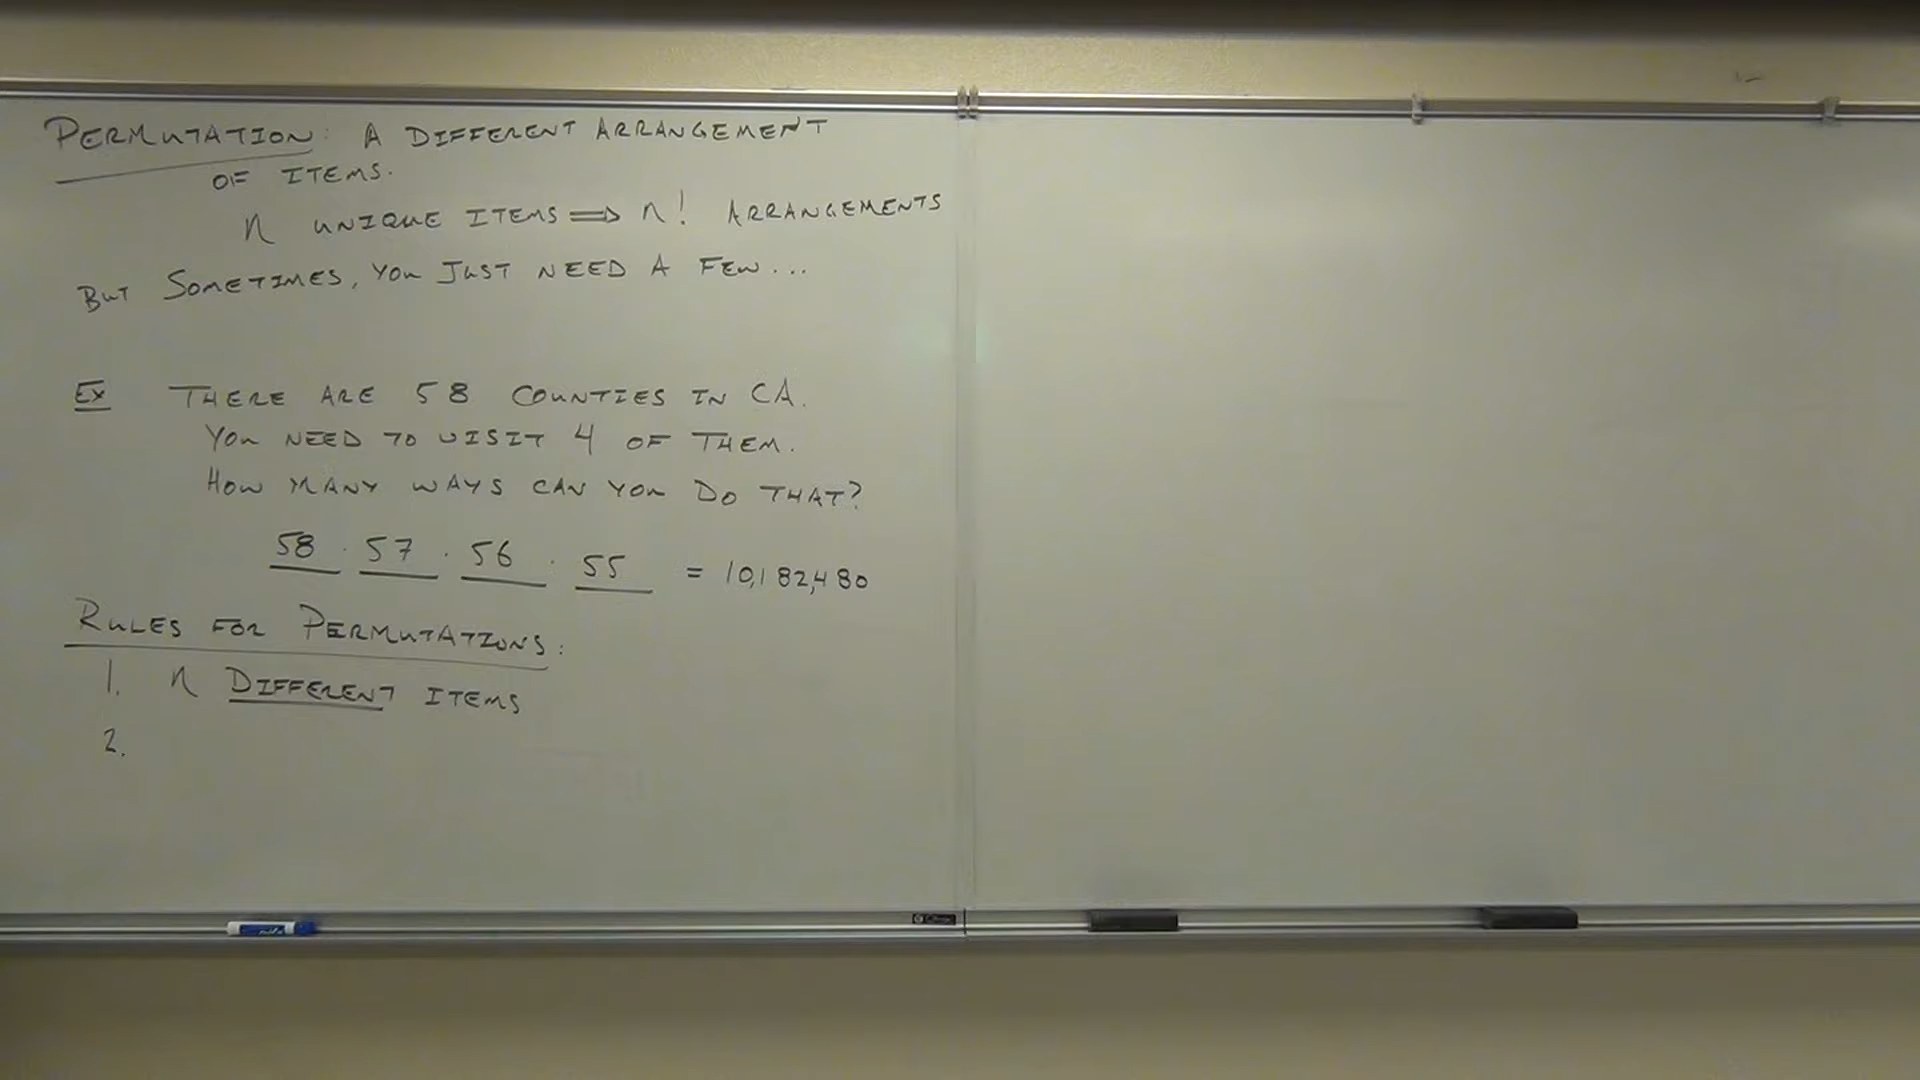 PERMUTATION: A DIFFERENT ARRANGEMENT
OF ITEMS.
n UNIQUE ITEMS ⇒ n! ARRANGEMENTS
BUT SOMETIMES, YOU JUST NEED A FEW...
EX THERE ARE 58 COUNTIES IN CA.
YOU NEED TO VISIT 4 OF THEM.
HOW MANY WAYS CAN YOU DO THAT?
58 · 57 · 56 · 55 = 10,182,480
RULES FOR PERMUTATIONS:
1. n DIFFERENT ITEMS
2.